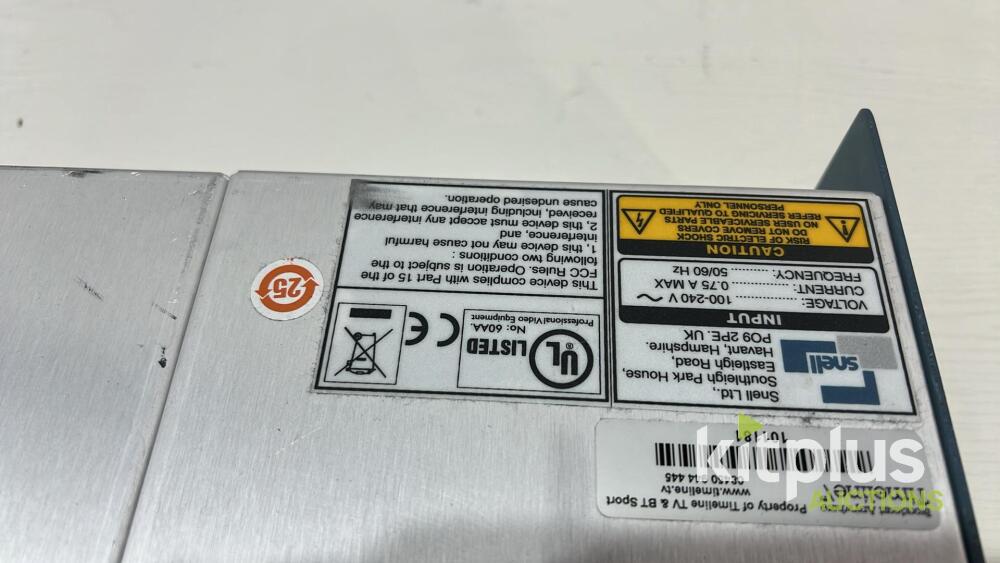 Snell Ltd.,
Southleigh Park House,
Eastleigh Road,
Havant, Hampshire.
PO9 2PE. UK
snell
INPUT
VOLTAGE: 100-240 V ~
CURRENT: 0.75 A MAX
FREQUENCY: 50/60 Hz
CAUTION
RISK OF ELECTRIC SHOCK
DO NOT REMOVE COVERS
NO USER SERVICEABLE PARTS
REFER SERVICING TO QUALIFIED
PERSONNEL ONLY
UL LISTED
No: 60AA.
Professional/Video Equipment
CE
This device complies with Part 15 of the
FCC Rules. Operation is subject to the
following two conditions :
1, this device may not cause harmful
interference, and
2, this device must accept any interference
received, including interference that may
cause undesired operation.
25
Property of Timeline TV & BT Sport
www.timeline.tv
445
kitplus
AUCTIONS